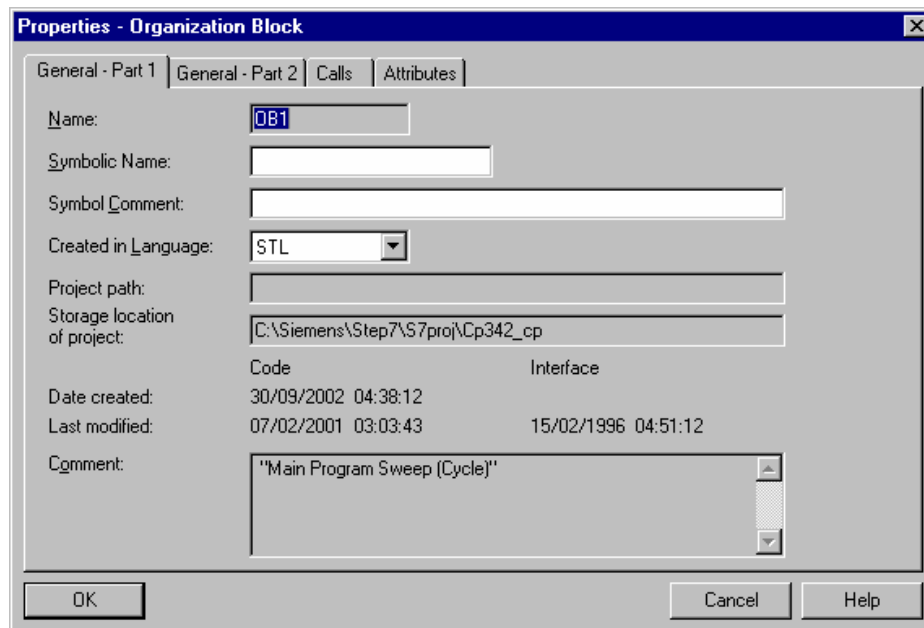 Properties - Organization Block
General - Part 1 General - Part 2 Calls Attributes
Name: OB1
Symbolic Name:
Symbol Comment:
Created in Language: STL
Project path:
Storage location
of project: C:\Siemens\Step7\S7proj\Cp342_cp
Code Interface
Date created: 30/09/2002 04:38:12
Last modified: 07/02/2001 03:03:43 15/02/1996 04:51:12
Comment: "Main Program Sweep (Cycle)"
OK Cancel Help